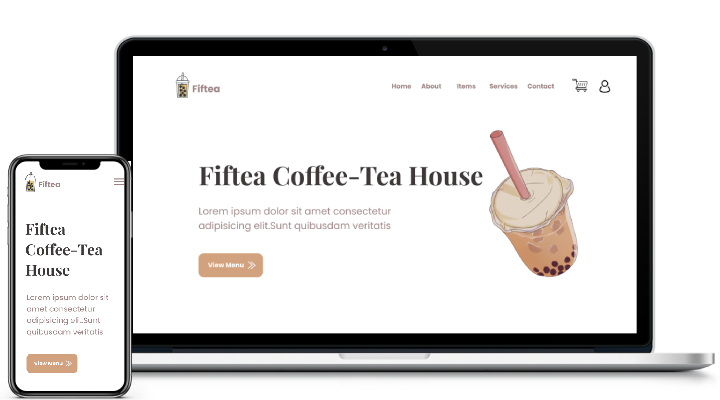 Fiftea
Home About Items Services Contact
Fiftea Coffee-Tea House
Lorem ipsum dolor sit amet consectetur
adipisicing elit.Sunt quibusdam veritatis
View Menu
Fiftea
Fiftea
Coffee-Tea
House
Lorem ipsum dolor sit
amet consectetur
adipisicing elit.Sunt
quibusdam veritatis
View Menu